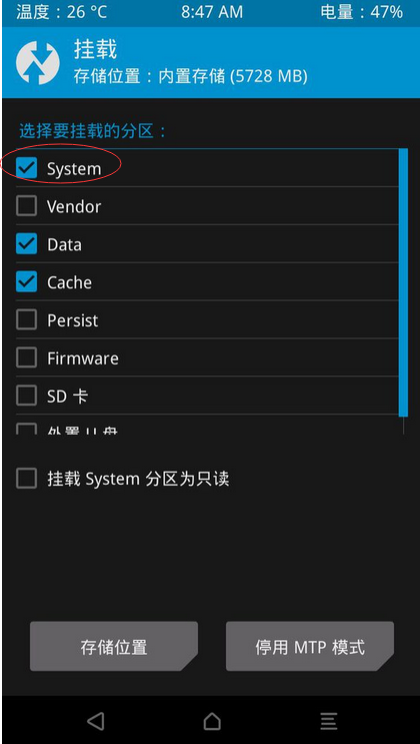 温度：26 °C 8:47 AM 电量：47%
挂载
存储位置：内置存储 (5728 MB)
选择要挂载的分区：
System
Vendor
Data
Cache
Persist
Firmware
SD 卡
挂载 System 分区为只读
存储位置 停用 MTP 模式